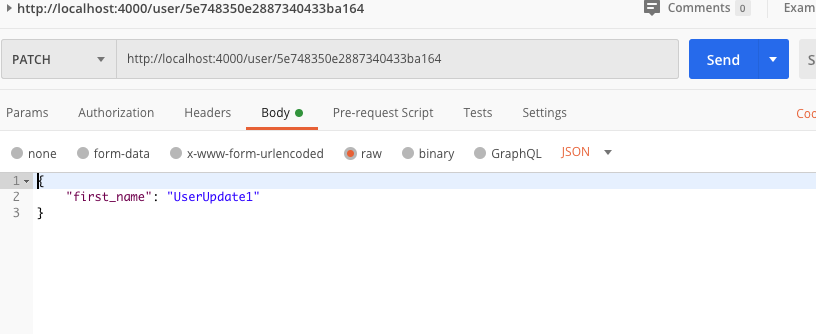 http://localhost:4000/user/5e748350e2887340433ba164 Comments 0 Exam
PATCH http://localhost:4000/user/5e748350e2887340433ba164 Send S
Params Authorization Headers Body Pre-request Script Tests Settings Coo
none form-data x-www-form-urlencoded raw binary GraphQL JSON
1 {
2 "first_name": "UserUpdate1"
3 }